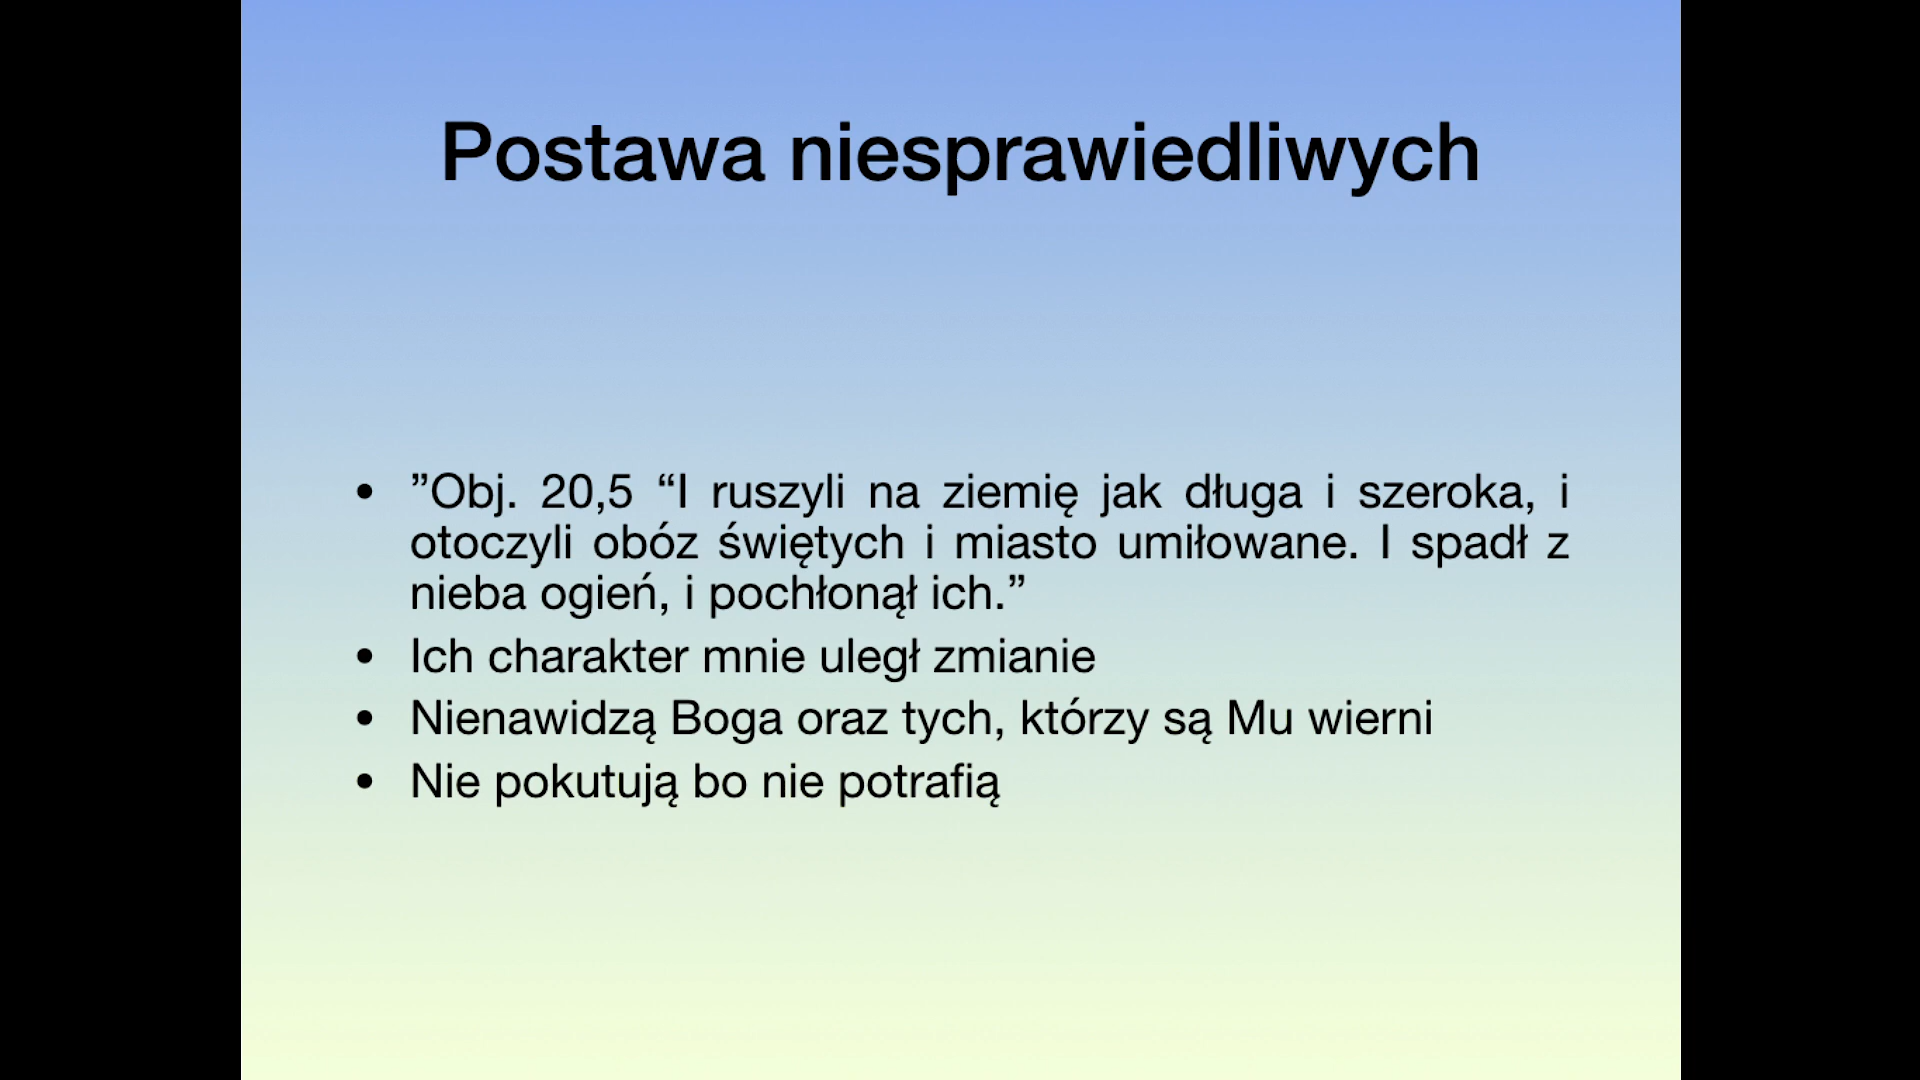 Postawa niesprawiedliwych
• ”Obj. 20,5 “I ruszyli na ziemię jak długa i szeroka, i
otoczyli obóz świętych i miasto umiłowane. I spadł z
nieba ogień, i pochłonął ich.”
• Ich charakter mnie uległ zmianie
• Nienawidzą Boga oraz tych, którzy są Mu wierni
• Nie pokutują bo nie potrafią